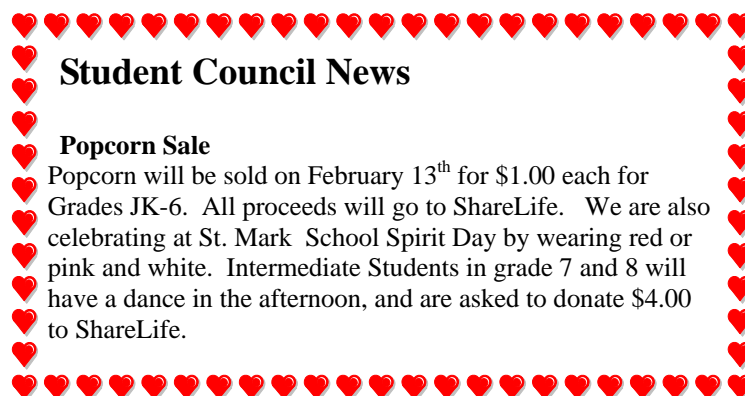 Student Council News
Popcorn Sale
Popcorn will be sold on February 13th for $1.00 each for
Grades JK-6.  All proceeds will go to ShareLife.   We are also
celebrating at St. Mark  School Spirit Day by wearing red or
pink and white.  Intermediate Students in grade 7 and 8 will
have a dance in the afternoon, and are asked to donate $4.00
to ShareLife.